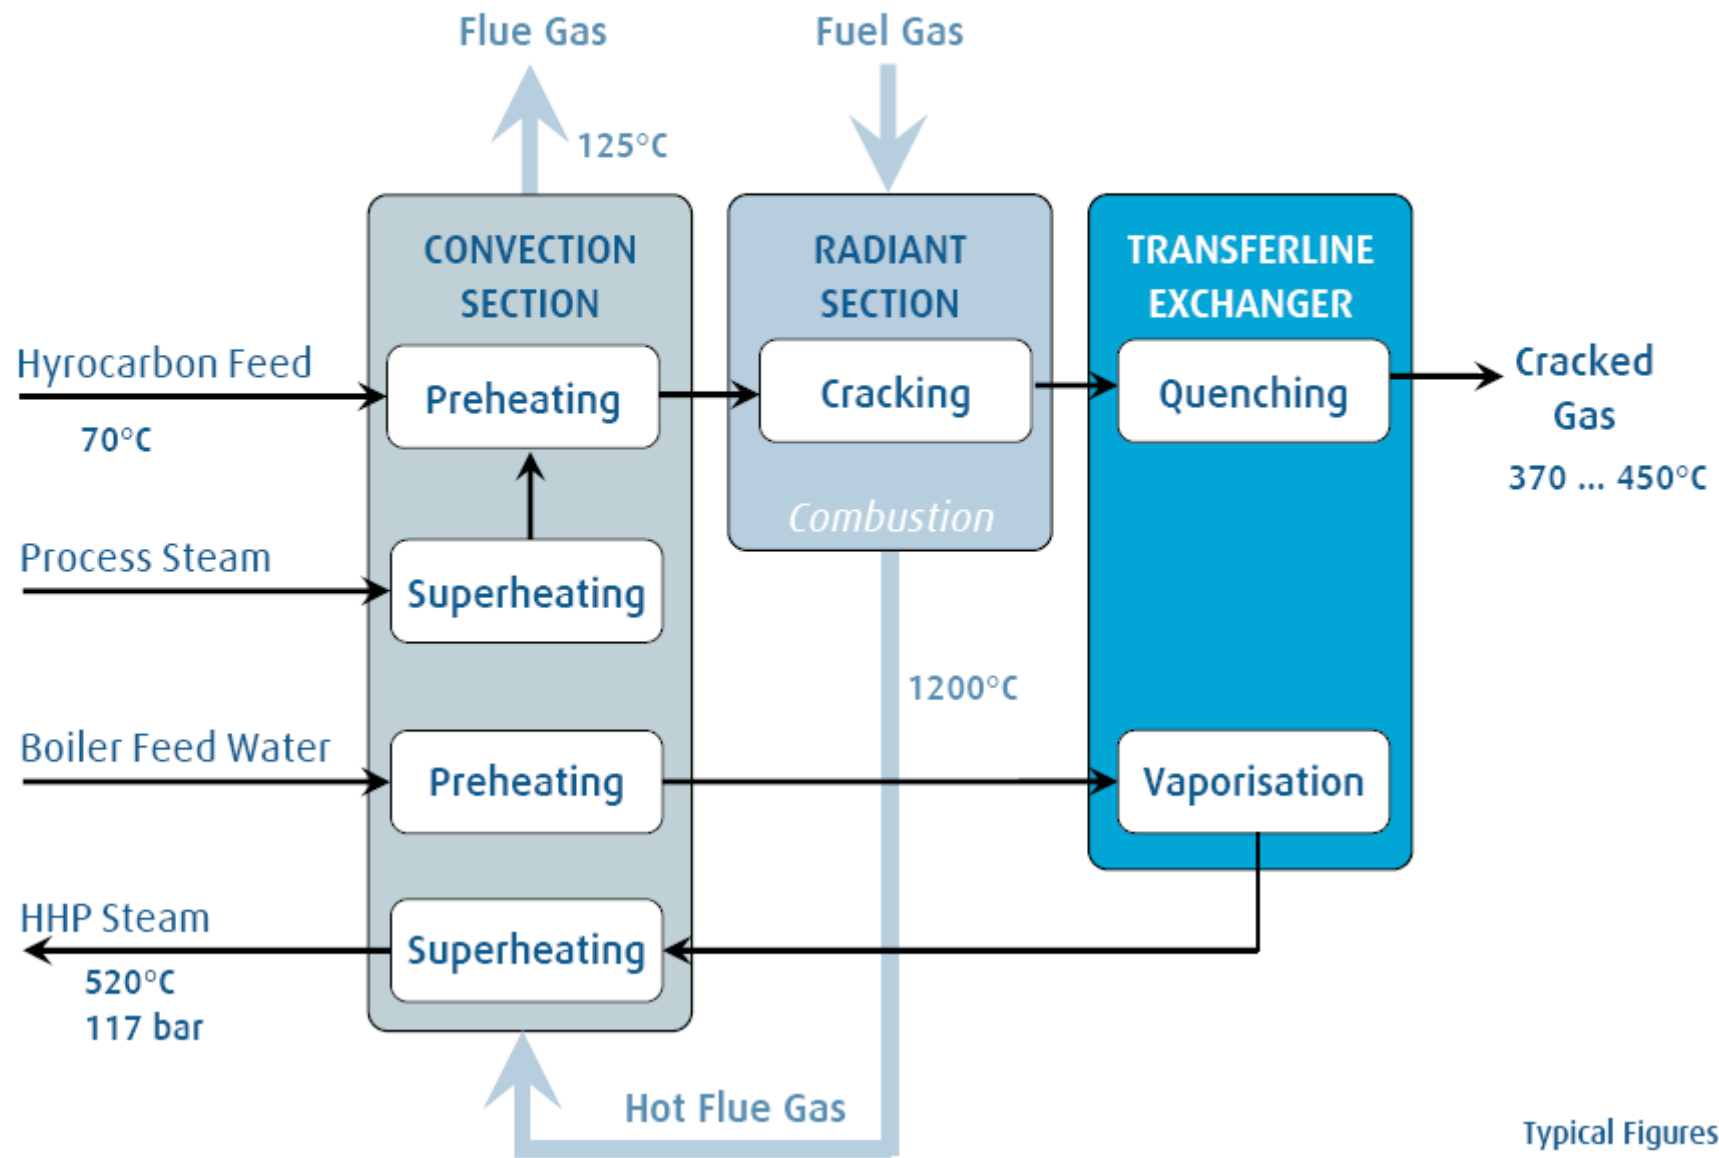 Flue Gas
Fuel Gas
125°C
CONVECTION
SECTION
RADIANT
SECTION
TRANSFERLINE
EXCHANGER
Hyrocarbon Feed
70°C
Preheating
Cracking
Quenching
Cracked
Gas
370 ... 450°C
Combustion
Process Steam
Superheating
1200°C
Boiler Feed Water
Preheating
Vaporisation
HHP Steam
520°C
117 bar
Superheating
Hot Flue Gas
Typical Figures